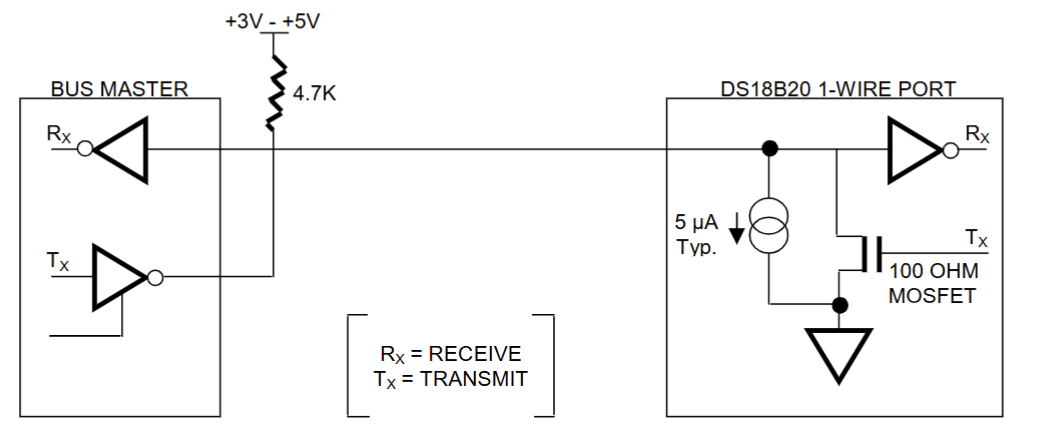 +3V - +5V
BUS MASTER
4.7K
DS18B20 1-WIRE PORT
RX
RX
5 µA
Typ.
TX
TX
100 OHM
MOSFET
RX = RECEIVE
TX = TRANSMIT